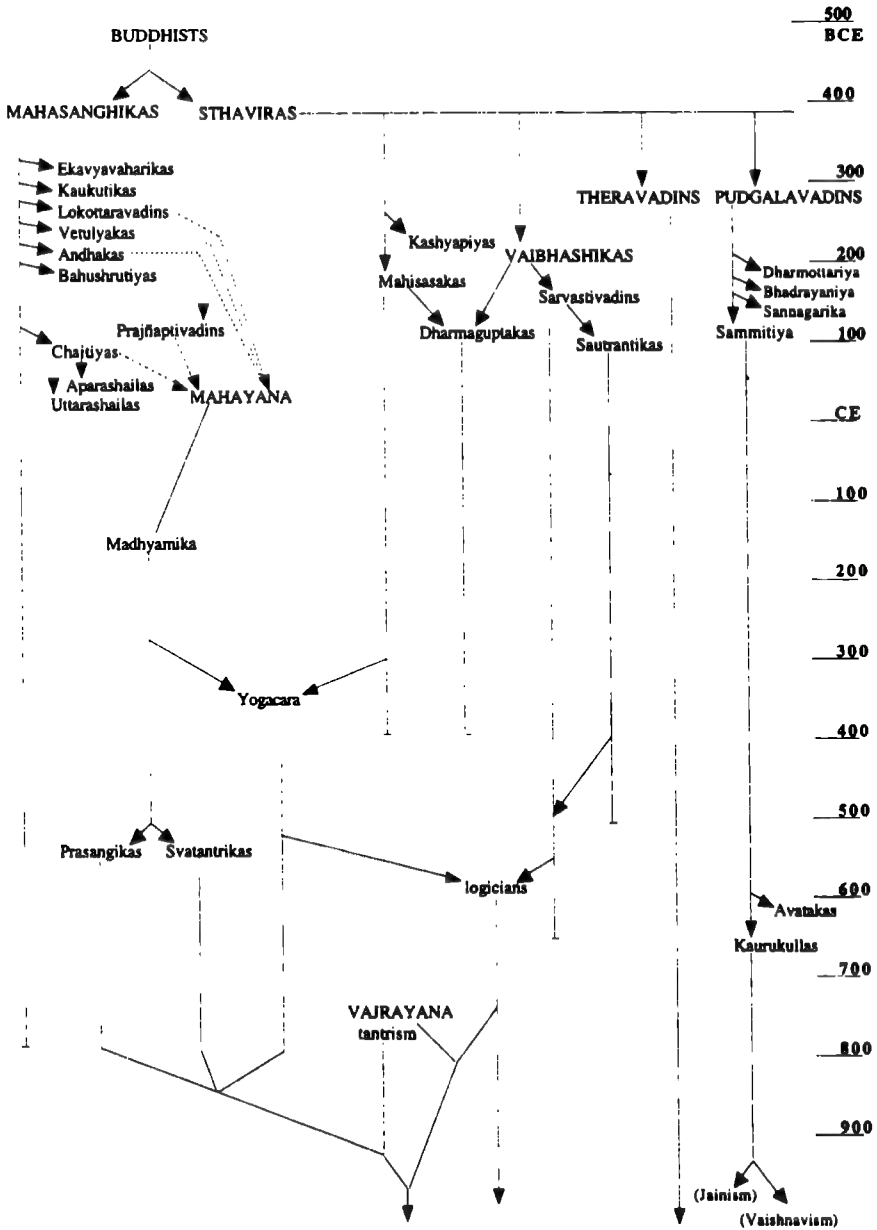 500
BCE
BUDDHISTS
400
MAHASANGHIKAS STHAVIRAS
Ekavyavaharikas
Kaukutikas
Lokottaravadins
Vetulyakas
Andhakas
Bahushrutiyas
300
THERAVADINS PUDGALAVADINS
Kashyapiyas
VAIBHASHIKAS
200
Mahisasakas
Sarvastivadins
Dharmottariya
Bhadrayaniya
Sannagarika
Prajñaptivadins
Dharmaguptakas
Sautrantikas
Sammitiya
100
Chaitiyas
Aparashailas
Uttarashailas
MAHAYANA
CE
100
Madhyamika
200
300
Yogacara
400
500
Prasangikas Svatantrikas
logicians
600
Avatakas
Kaurukullas
700
VAJRAYANA
tantrism
800
900
(Jainism)
(Vaishnavism)